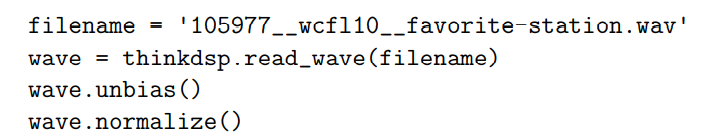 filename = '105977__wcfl10__favorite-station.wav'
wave = thinkdsp.read_wave(filename)
wave.unbias()
wave.normalize()